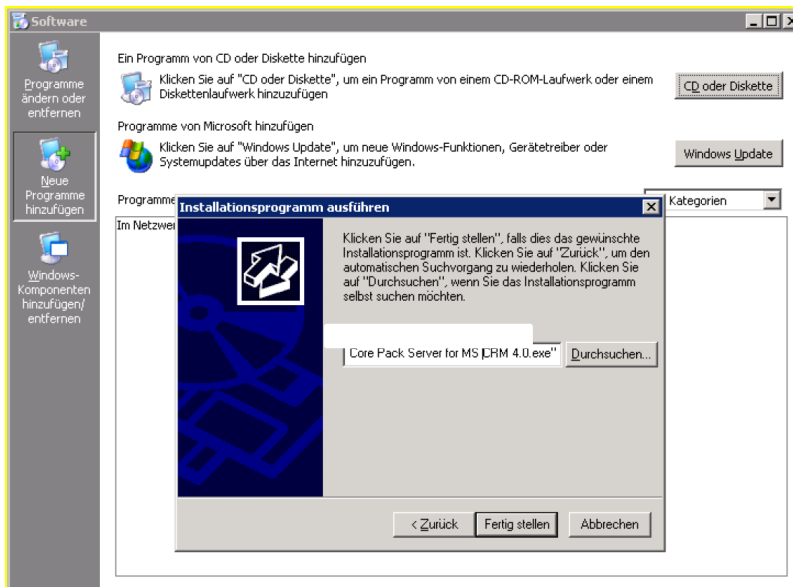 Software
Programme
ändern oder
entfernen
Neue
Programme
hinzufügen
Windows-
Komponenten
hinzufügen/
entfernen
Ein Programm von CD oder Diskette hinzufügen
Klicken Sie auf "CD oder Diskette", um ein Programm von einem CD-ROM-Laufwerk oder einem
Diskettenlaufwerk hinzuzufügen
CD oder Diskette
Programme von Microsoft hinzufügen
Klicken Sie auf "Windows Update", um neue Windows-Funktionen, Gerätetreiber oder
Systemupdates über das Internet hinzuzufügen.
Windows Update
Programme
Kategorien
Im Netzwer
Installationsprogramm ausführen
Klicken Sie auf "Fertig stellen", falls dies das gewünschte
Installationsprogramm ist. Klicken Sie auf "Zurück", um den
automatischen Suchvorgang zu wiederholen. Klicken Sie
auf "Durchsuchen", wenn Sie das Installationsprogramm
selbst suchen möchten.
Core Pack Server for MS CRM 4.0.exe"
Durchsuchen...
< Zurück
Fertig stellen
Abbrechen